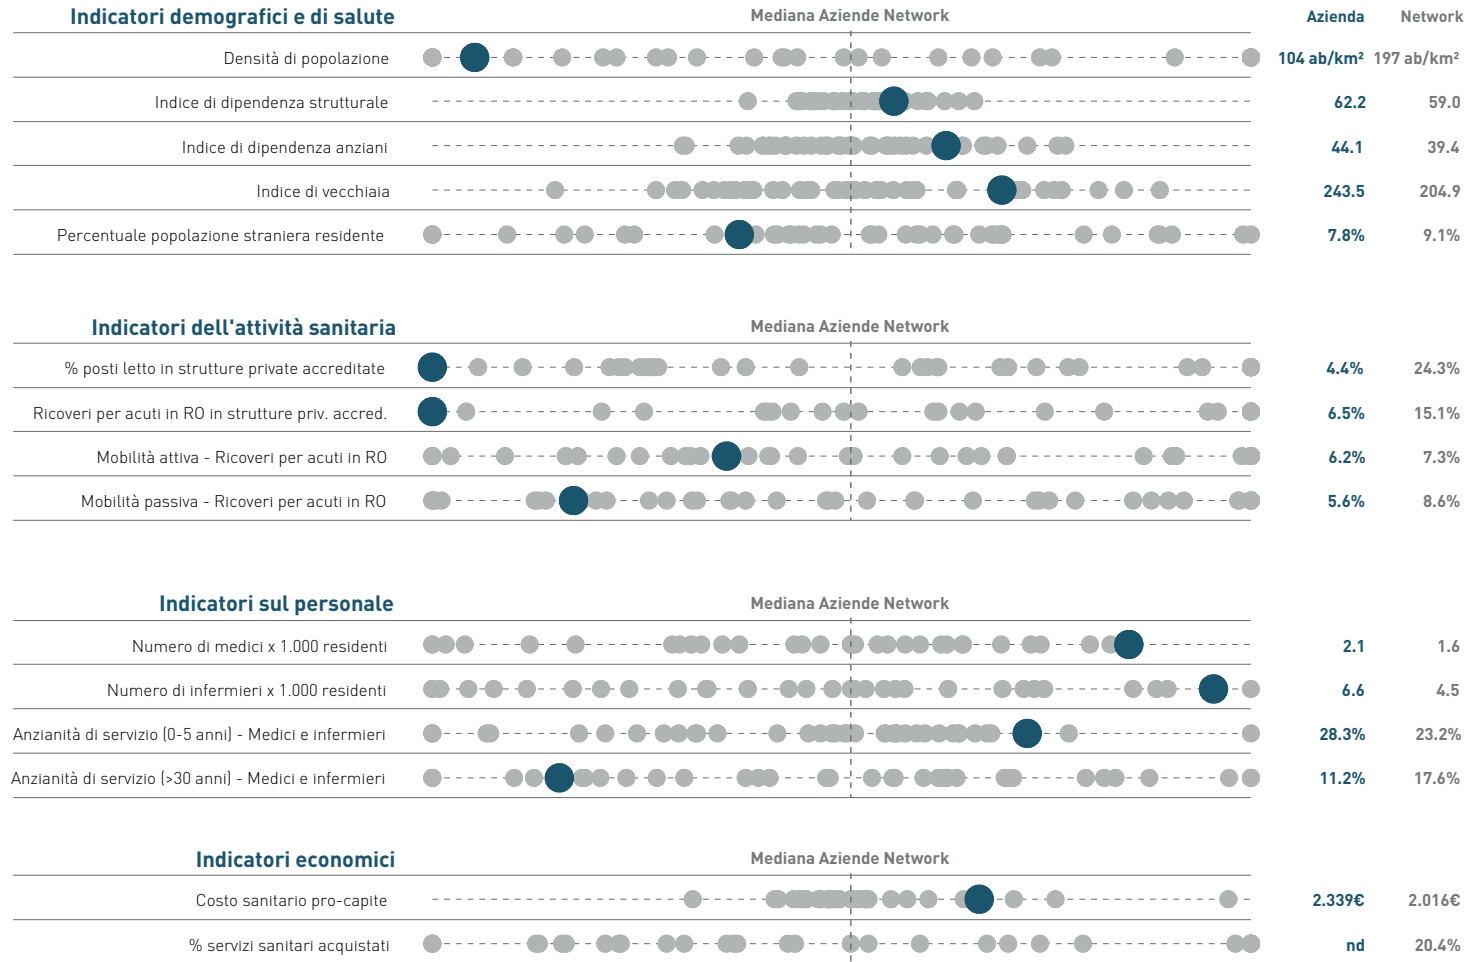 Indicatori demografici e di salute Mediana Aziende Network Azienda Network
Densità di popolazione 104 ab/km² 197 ab/km²
Indice di dipendenza strutturale 62.2 59.0
Indice di dipendenza anziani 44.1 39.4
Indice di vecchiaia 243.5 204.9
Percentuale popolazione straniera residente 7.8% 9.1%
Indicatori dell'attività sanitaria Mediana Aziende Network
% posti letto in strutture private accreditate 4.4% 24.3%
Ricoveri per acuti in RO in strutture priv. accred. 6.5% 15.1%
Mobilità attiva - Ricoveri per acuti in RO 6.2% 7.3%
Mobilità passiva - Ricoveri per acuti in RO 5.6% 8.6%
Indicatori sul personale Mediana Aziende Network
Numero di medici x 1.000 residenti 2.1 1.6
Numero di infermieri x 1.000 residenti 6.6 4.5
Anzianità di servizio (0-5 anni) - Medici e infermieri 28.3% 23.2%
Anzianità di servizio (>30 anni) - Medici e infermieri 11.2% 17.6%
Indicatori economici Mediana Aziende Network
Costo sanitario pro-capite 2.339€ 2.016€
% servizi sanitari acquistati nd 20.4%